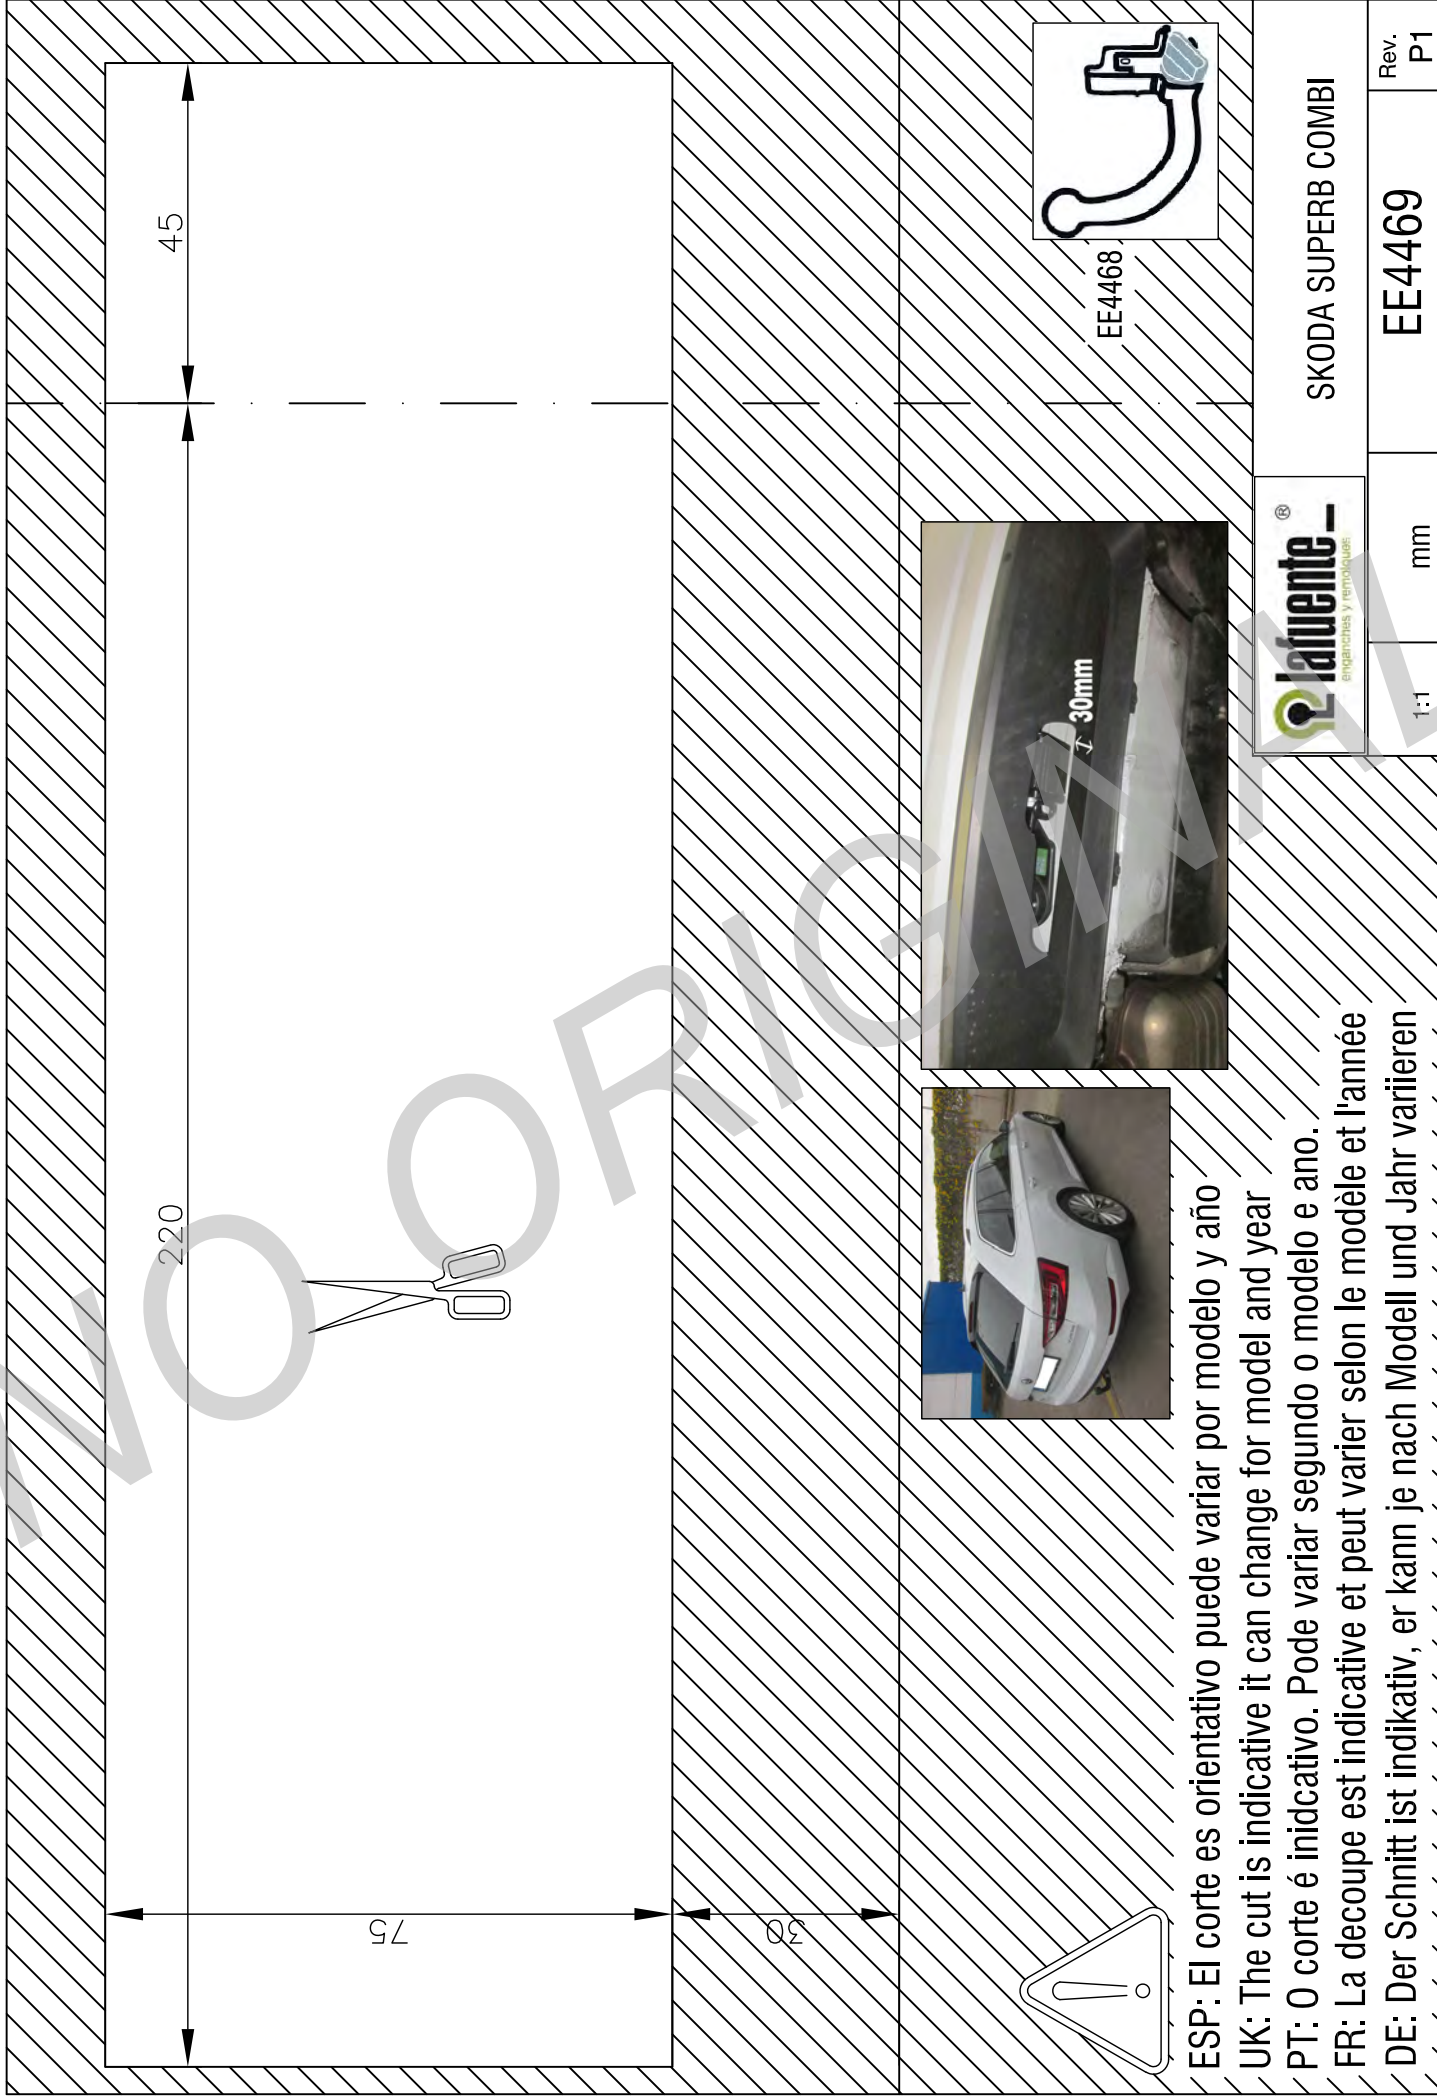 220
45
75
30
30mm
EE4468
ESP: El corte es orientativo puede variar por modelo y año
UK: The cut is indicative it can change for model and year
PT: O corte é inidcativo. Pode variar segundo o modelo e ano.
FR: La decoupe est indicative et peut varier selon le modèle et l'année
DE: Der Schnitt ist indikativ, er kann je nach Modell und Jahr variieren
lafuente ®
enganches y remolques
SKODA SUPERB COMBI
1:1
mm
EE4469
Rev.
P1
NO ORIGINAL